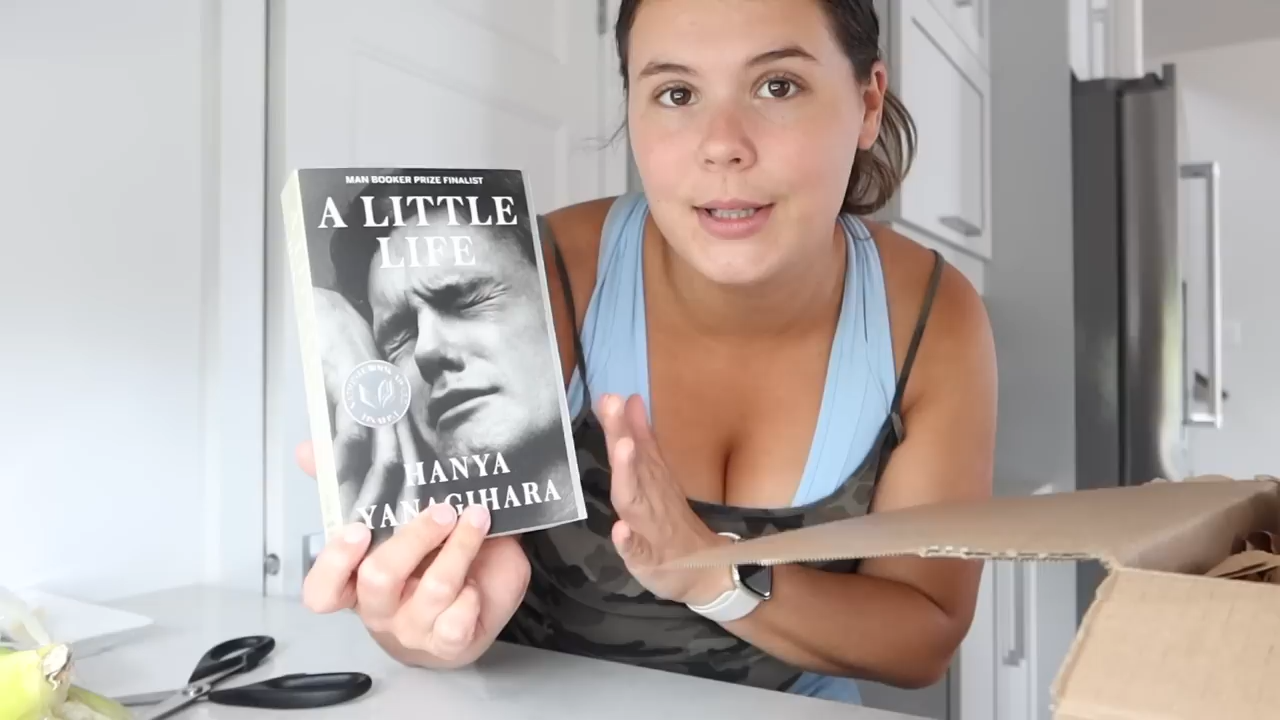 MAN BOOKER PRIZE FINALIST
A LITTLE
LIFE
HANYA
YANAGIHARA